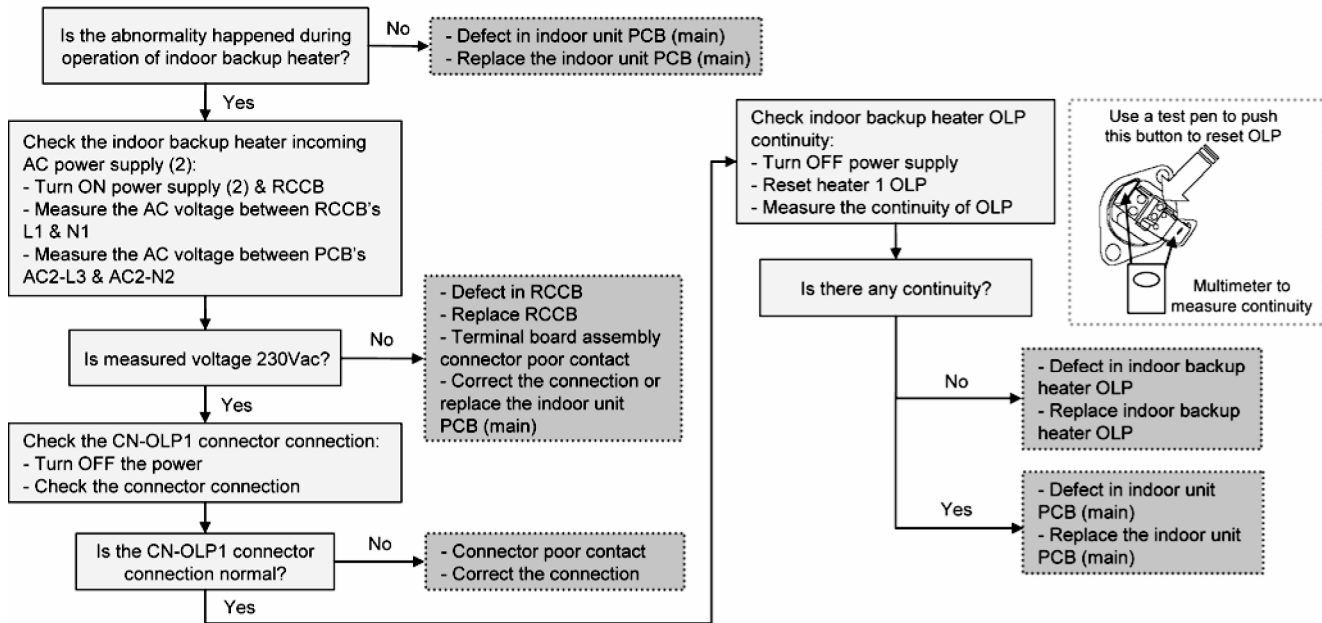 Is the abnormality happened during
operation of indoor backup heater?
No
- Defect in indoor unit PCB (main)
- Replace the indoor unit PCB (main)
Yes
Check the indoor backup heater incoming
AC power supply (2):
- Turn ON power supply (2) & RCCB
- Measure the AC voltage between RCCB's
L1 & N1
- Measure the AC voltage between PCB's
AC2-L3 & AC2-N2
Is measured voltage 230Vac?
No
- Defect in RCCB
- Replace RCCB
- Terminal board assembly
connector poor contact
- Correct the connection or
replace the indoor unit
PCB (main)
Yes
Check the CN-OLP1 connector connection:
- Turn OFF the power
- Check the connector connection
Is the CN-OLP1 connector
connection normal?
No
- Connector poor contact
- Correct the connection
Yes
Check indoor backup heater OLP
continuity:
- Turn OFF power supply
- Reset heater 1 OLP
- Measure the continuity of OLP
Is there any continuity?
No
- Defect in indoor backup
heater OLP
- Replace indoor backup
heater OLP
Yes
- Defect in indoor unit
PCB (main)
- Replace the indoor unit
PCB (main)
Use a test pen to push
this button to reset OLP
Multimeter to
measure continuity